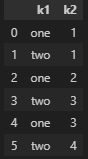 k1 k2
0 one 1
1 two 1
2 one 2
3 two 3
4 one 3
5 two 4